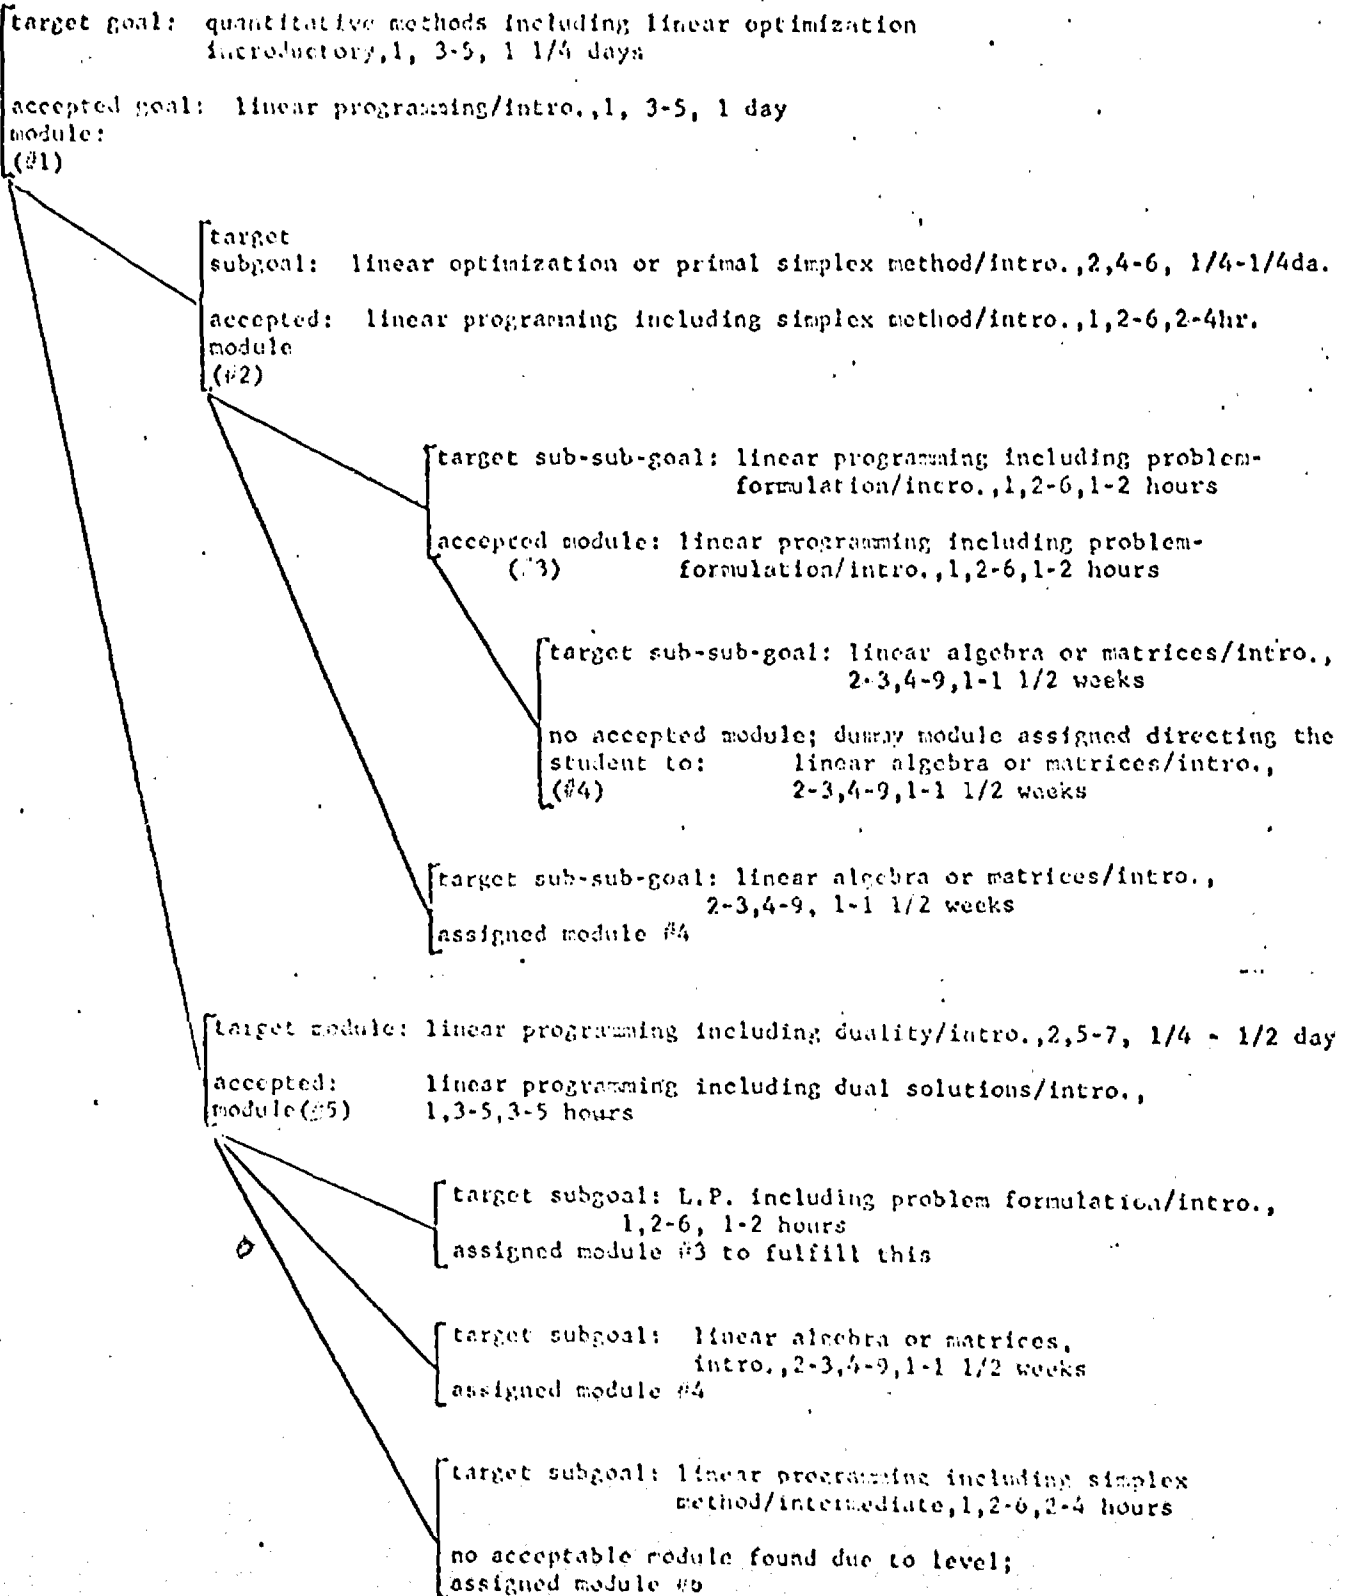 target goal: quantitative methods including linear optimization
introductory,1, 3-5, 1 1/4 days
accepted goal: linear programming/intro.,1, 3-5, 1 day
module:
(#1)
target
subgoal: linear optimization or primal simplex method/intro.,2,4-6, 1/4-1/4da.
accepted: linear programming including simplex method/intro.,1,2-6,2-4hr.
module
(#2)
target sub-sub-goal: linear programming including problem-
formulation/intro.,1,2-6,1-2 hours
accepted module: linear programming including problem-
(#3) formulation/intro.,1,2-6,1-2 hours
target sub-sub-goal: linear algebra or matrices/intro.,
2-3,4-9,1-1 1/2 weeks
no accepted module; dummy module assigned directing the
student to: linear algebra or matrices/intro.,
(#4) 2-3,4-9,1-1 1/2 weeks
target sub-sub-goal: linear algebra or matrices/intro.,
2-3,4-9, 1-1 1/2 weeks
assigned module #4
target module: linear programming including duality/intro.,2,5-7, 1/4 - 1/2 day
accepted: linear programming including dual solutions/intro.,
module(#5) 1,3-5,3-5 hours
target subgoal: L.P. including problem formulation/intro.,
1,2-6, 1-2 hours
assigned module #3 to fulfill this
target subgoal: linear algebra or matrices,
intro.,2-3,4-9,1-1 1/2 weeks
assigned module #4
target subgoal: linear programming including simplex
method/intermediate,1,2-6,2-4 hours
no acceptable module found due to level;
assigned module